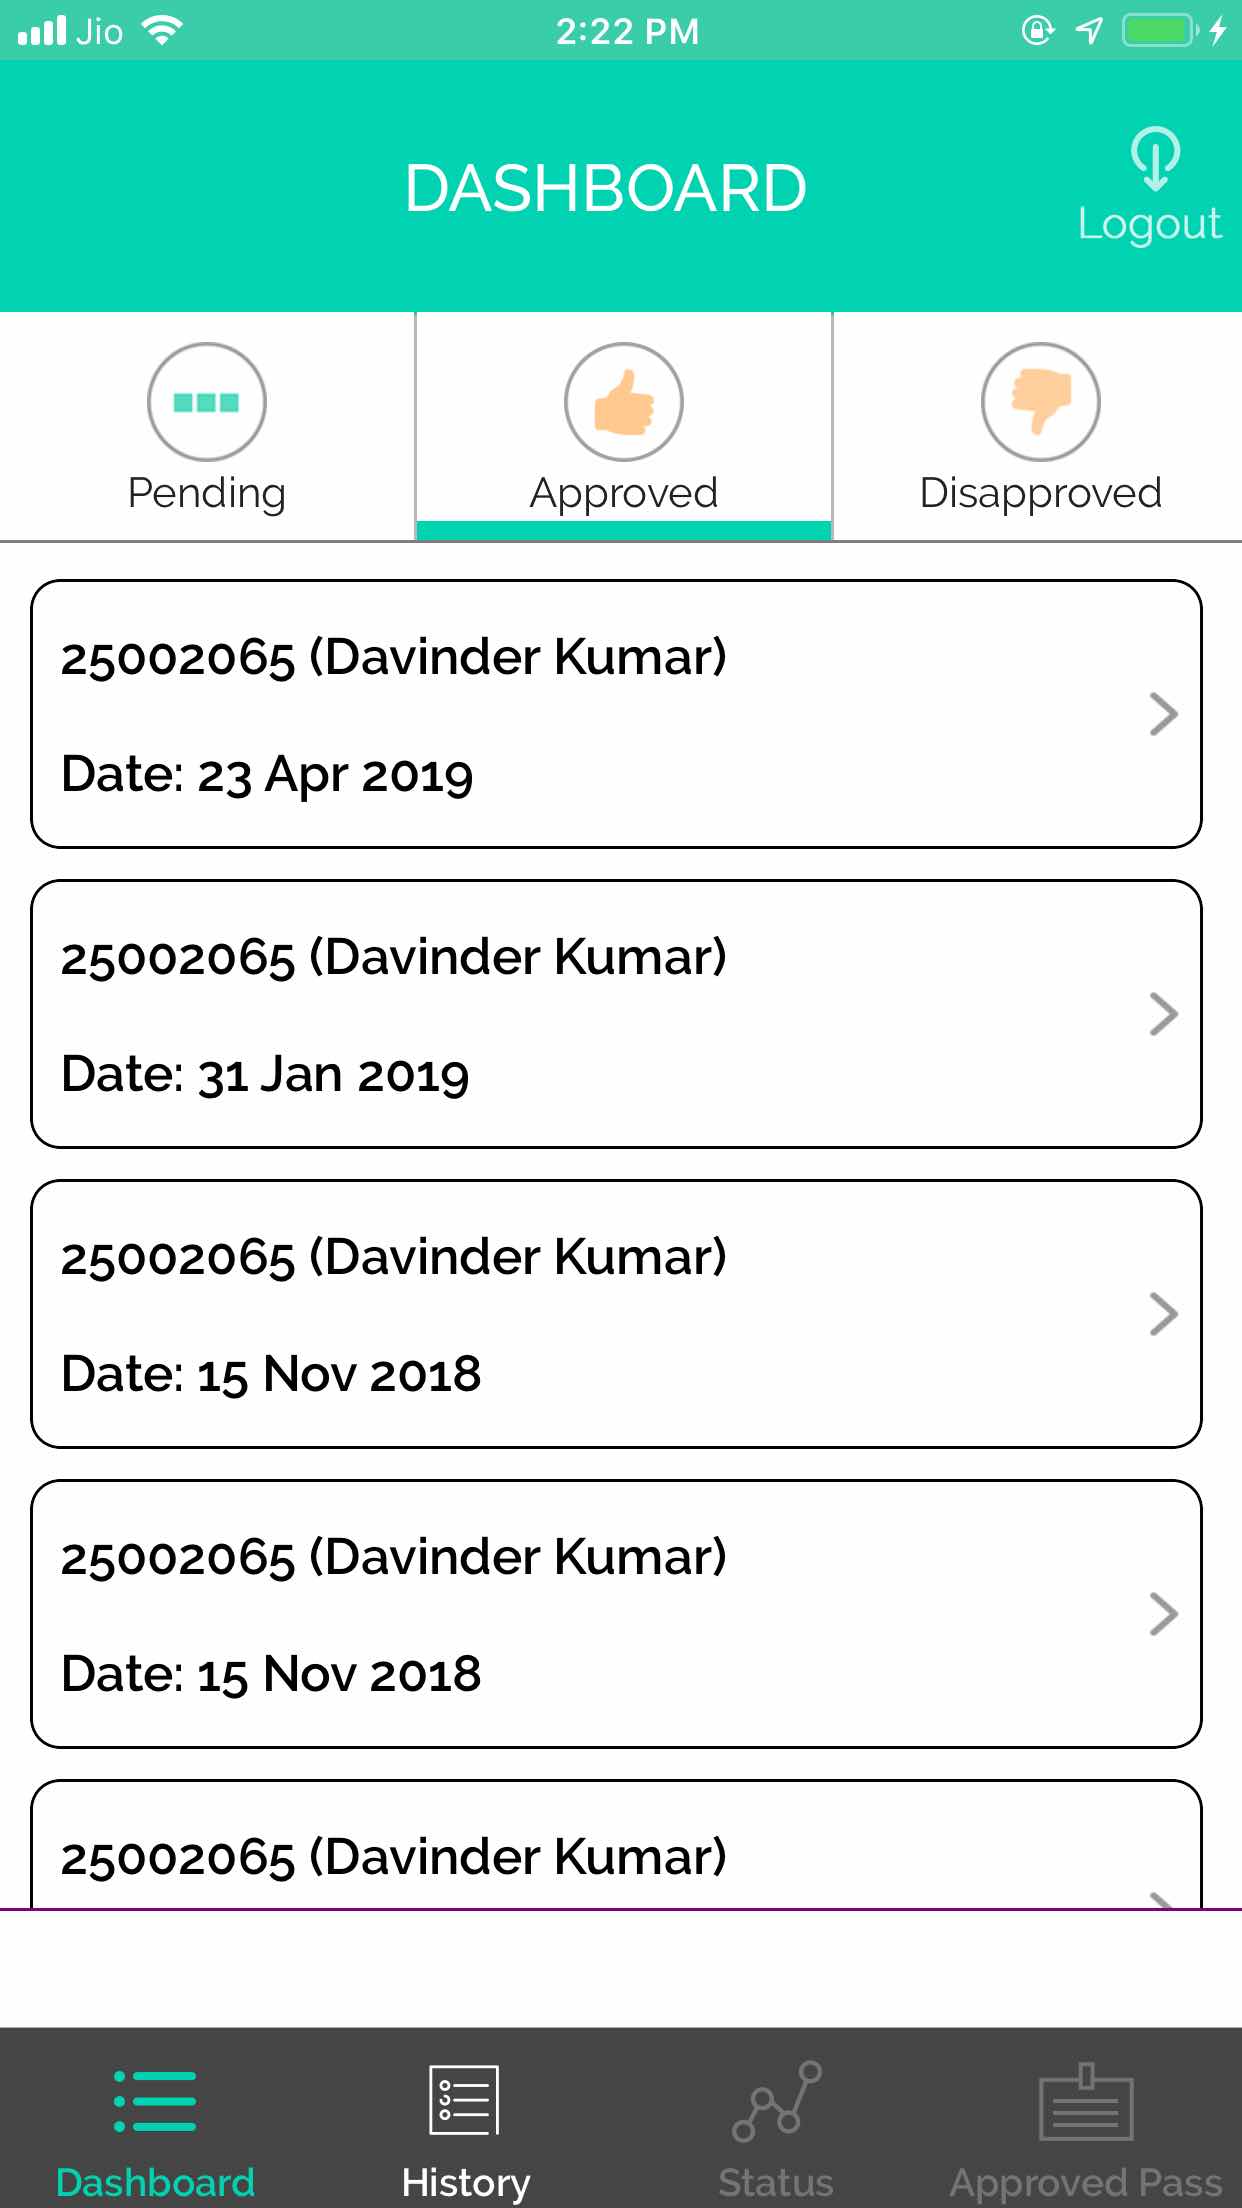 Jio 2:22 PM
DASHBOARD
Logout
Pending Approved Disapproved
25002065 (Davinder Kumar)
Date: 23 Apr 2019
25002065 (Davinder Kumar)
Date: 31 Jan 2019
25002065 (Davinder Kumar)
Date: 15 Nov 2018
25002065 (Davinder Kumar)
Date: 15 Nov 2018
25002065 (Davinder Kumar)
Dashboard History Status Approved Pass